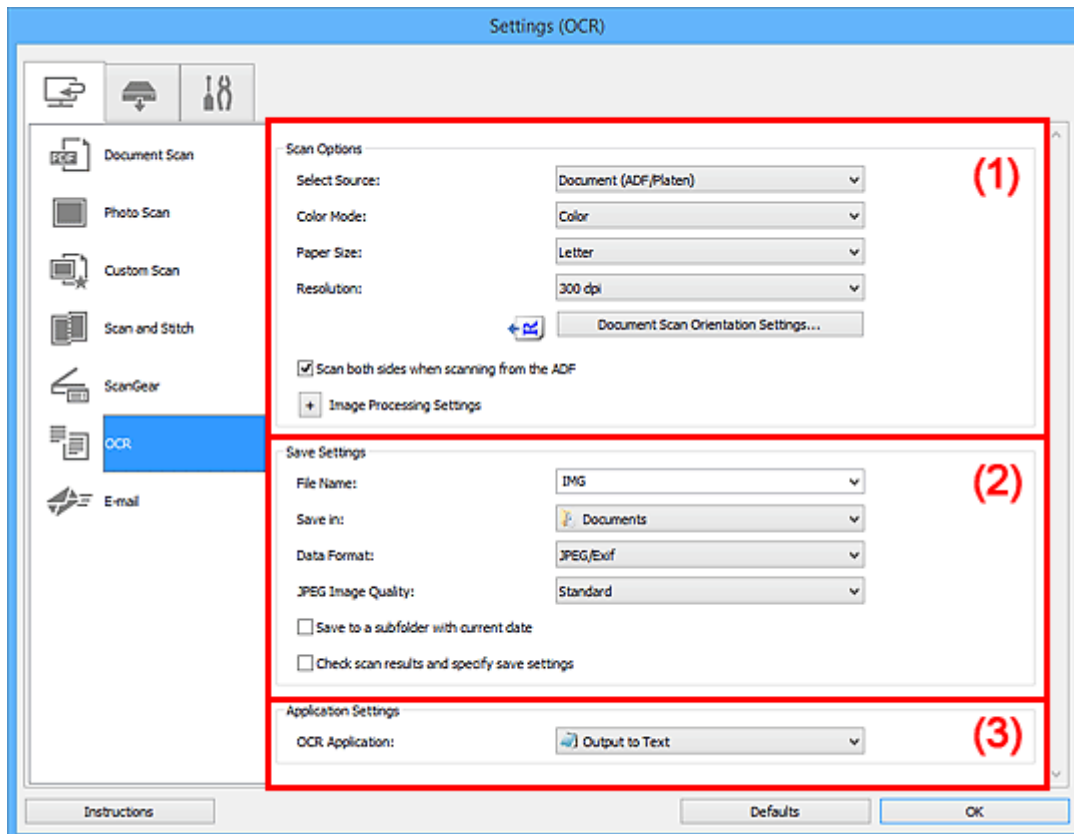 Settings (OCR)
Document Scan
Photo Scan
Custom Scan
Scan and Stitch
ScanGear
OCR
E-mail
Scan Options
(1)
Select Source: Document (ADF/Platen)
Color Mode: Color
Paper Size: Letter
Resolution: 300 dpi
Document Scan Orientation Settings...
Scan both sides when scanning from the ADF
+ Image Processing Settings
Save Settings
(2)
File Name: IMG
Save in: Documents
Data Format: JPEG/Exif
JPEG Image Quality: Standard
Save to a subfolder with current date
Check scan results and specify save settings
Application Settings
(3)
OCR Application: Output to Text
Instructions Defaults OK